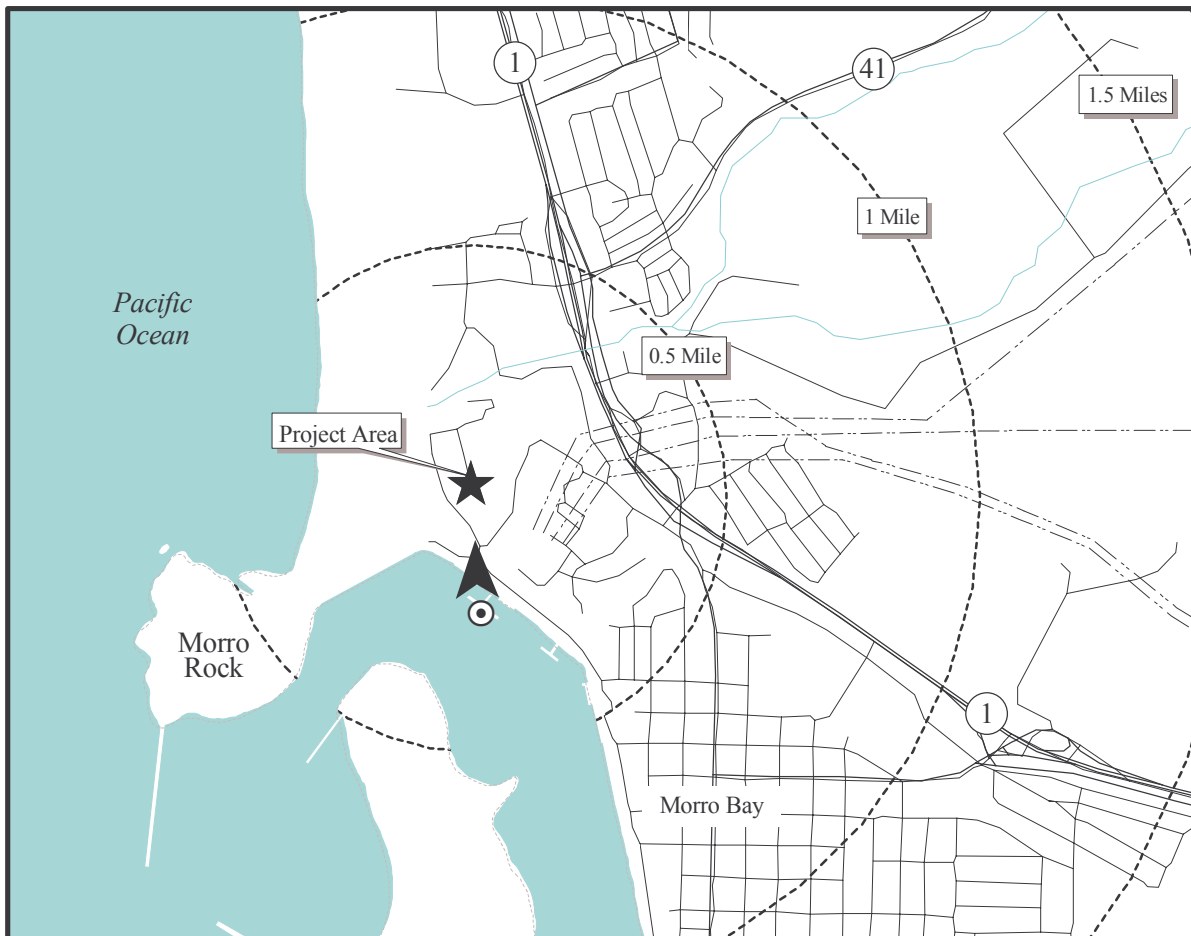 1
41
1.5 Miles
1 Mile
Pacific
Ocean
0.5 Mile
Project Area
Morro
Rock
1
Morro Bay